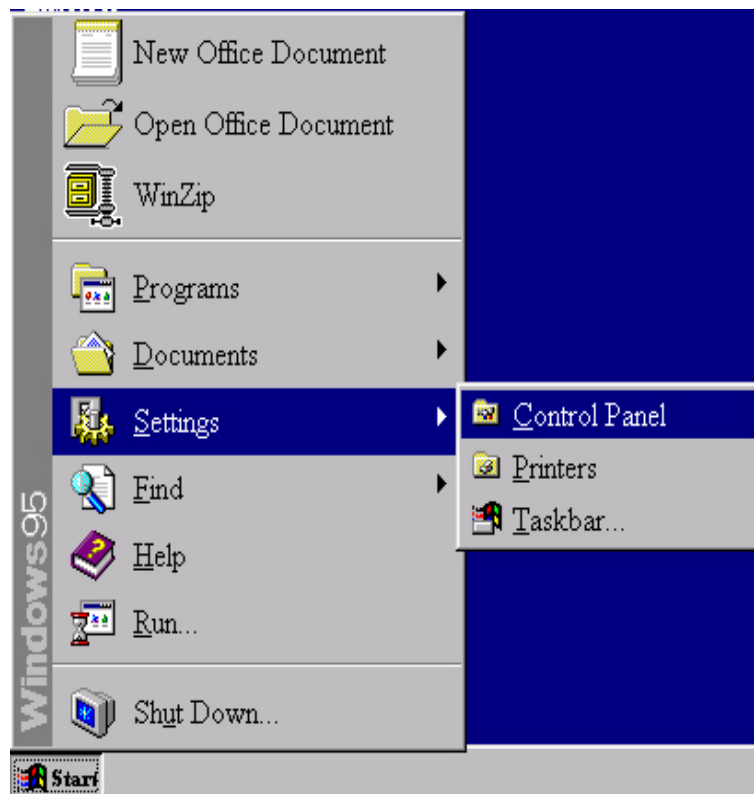 New Office Document
Open Office Document
WinZip
Programs
Documents
Settings
Find
Help
Run...
Shut Down...
Control Panel
Printers
Taskbar...
Windows95
Start